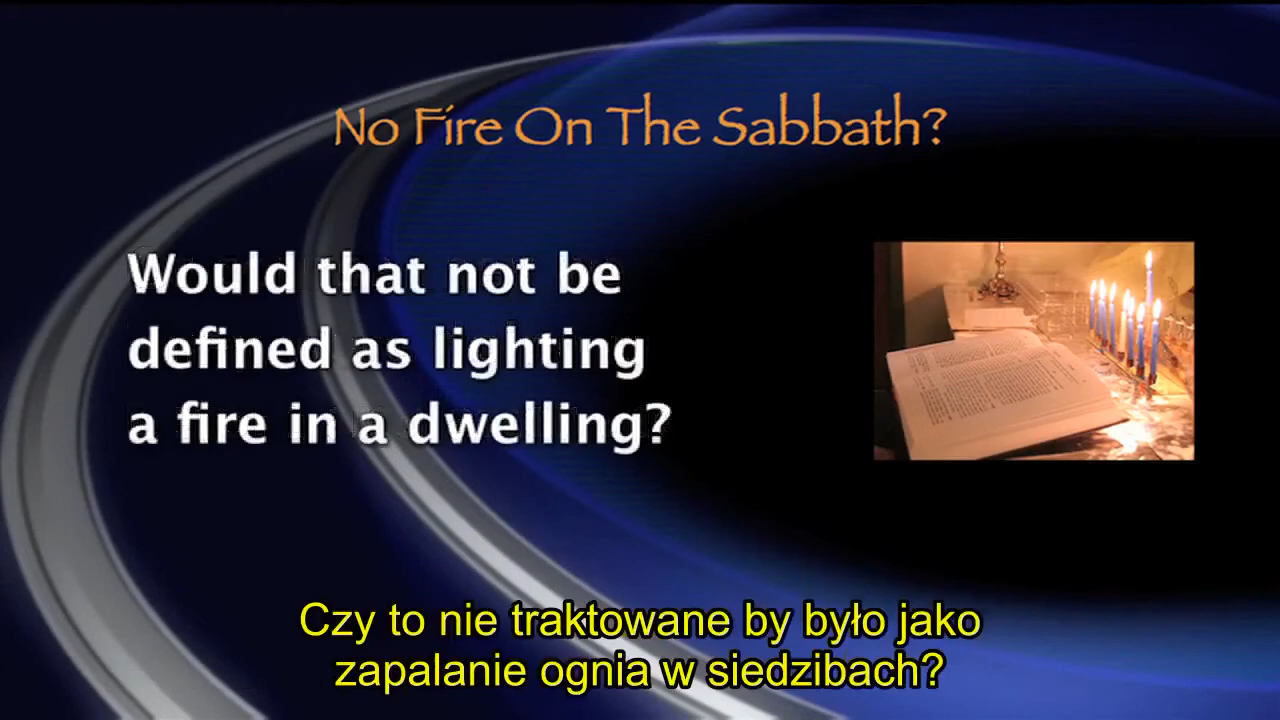 No Fire On The Sabbath?
Would that not be
defined as lighting
a fire in a dwelling?
Czy to nie traktowane by było jako
zapalanie ognia w siedzibach?